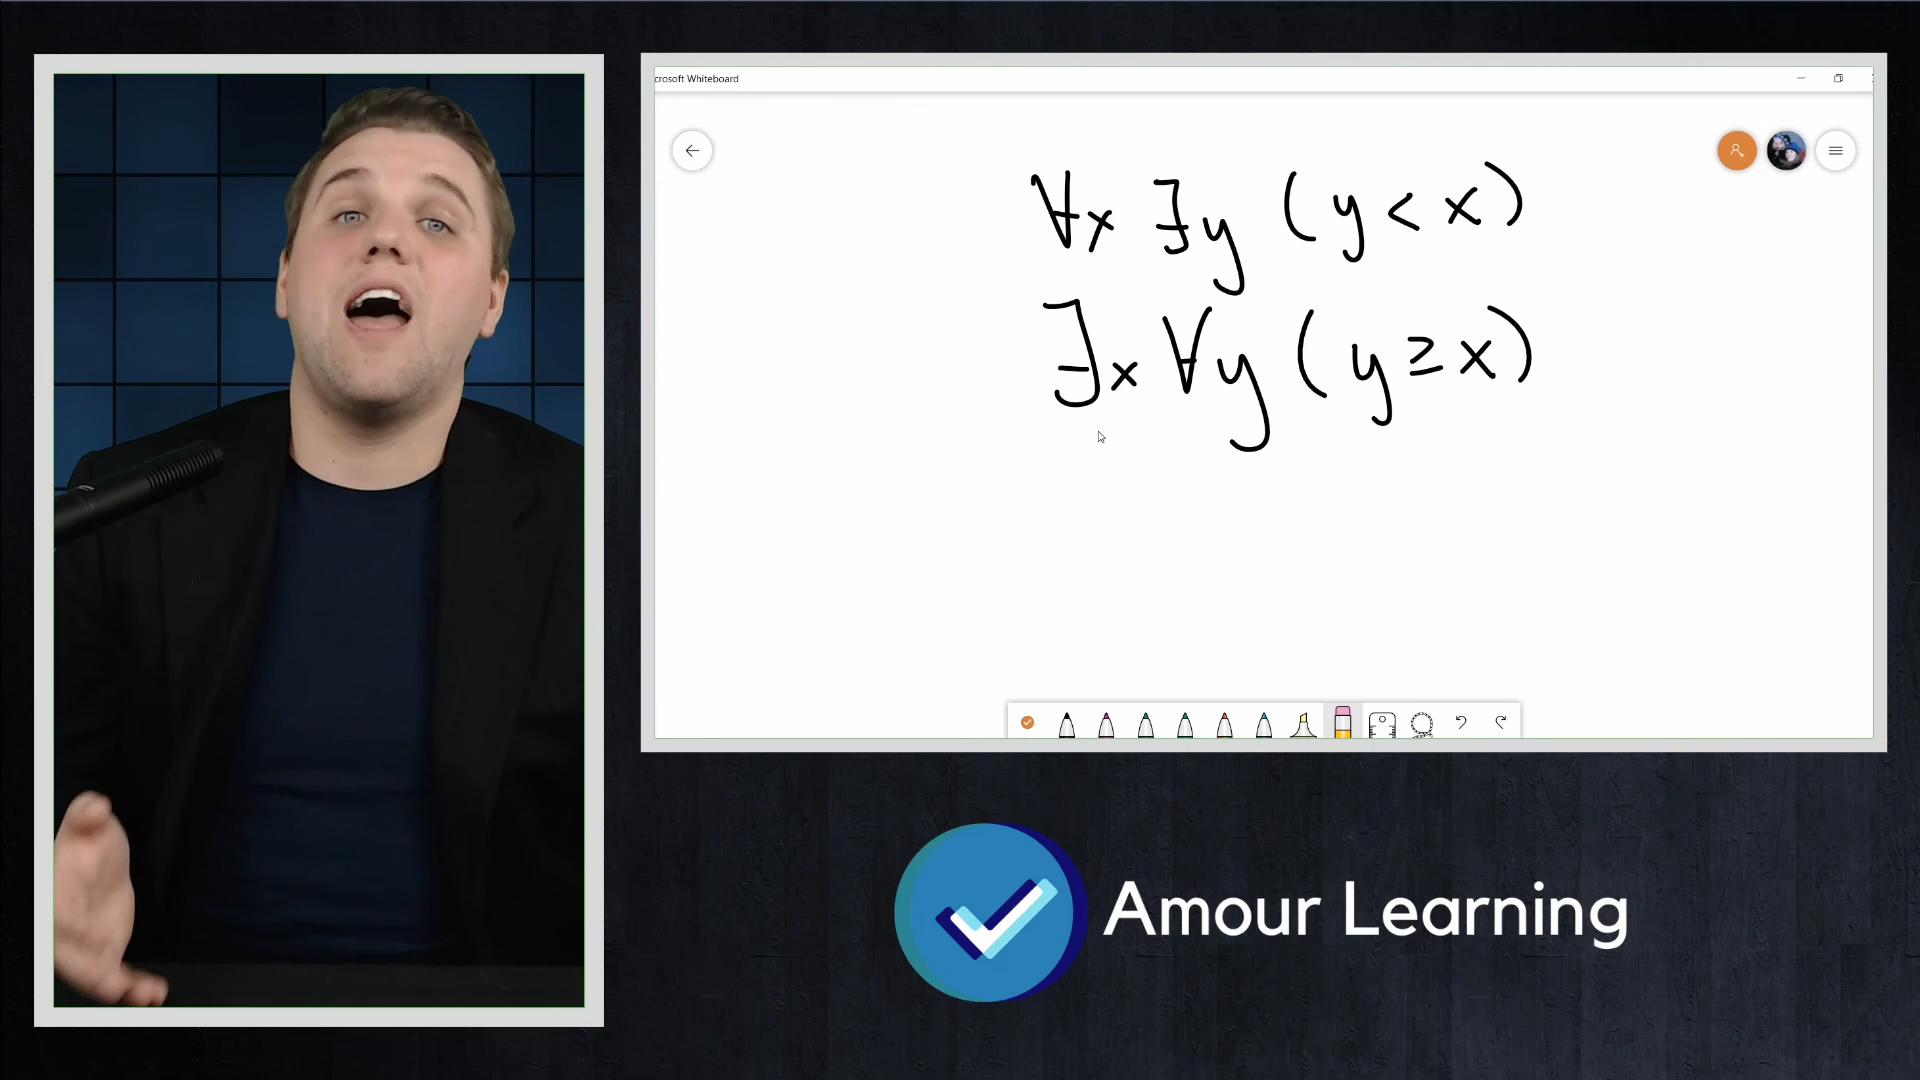 crosoft Whiteboard
∀x ∃y (y < x)
∃x ∀y (y ≥ x)
Amour Learning